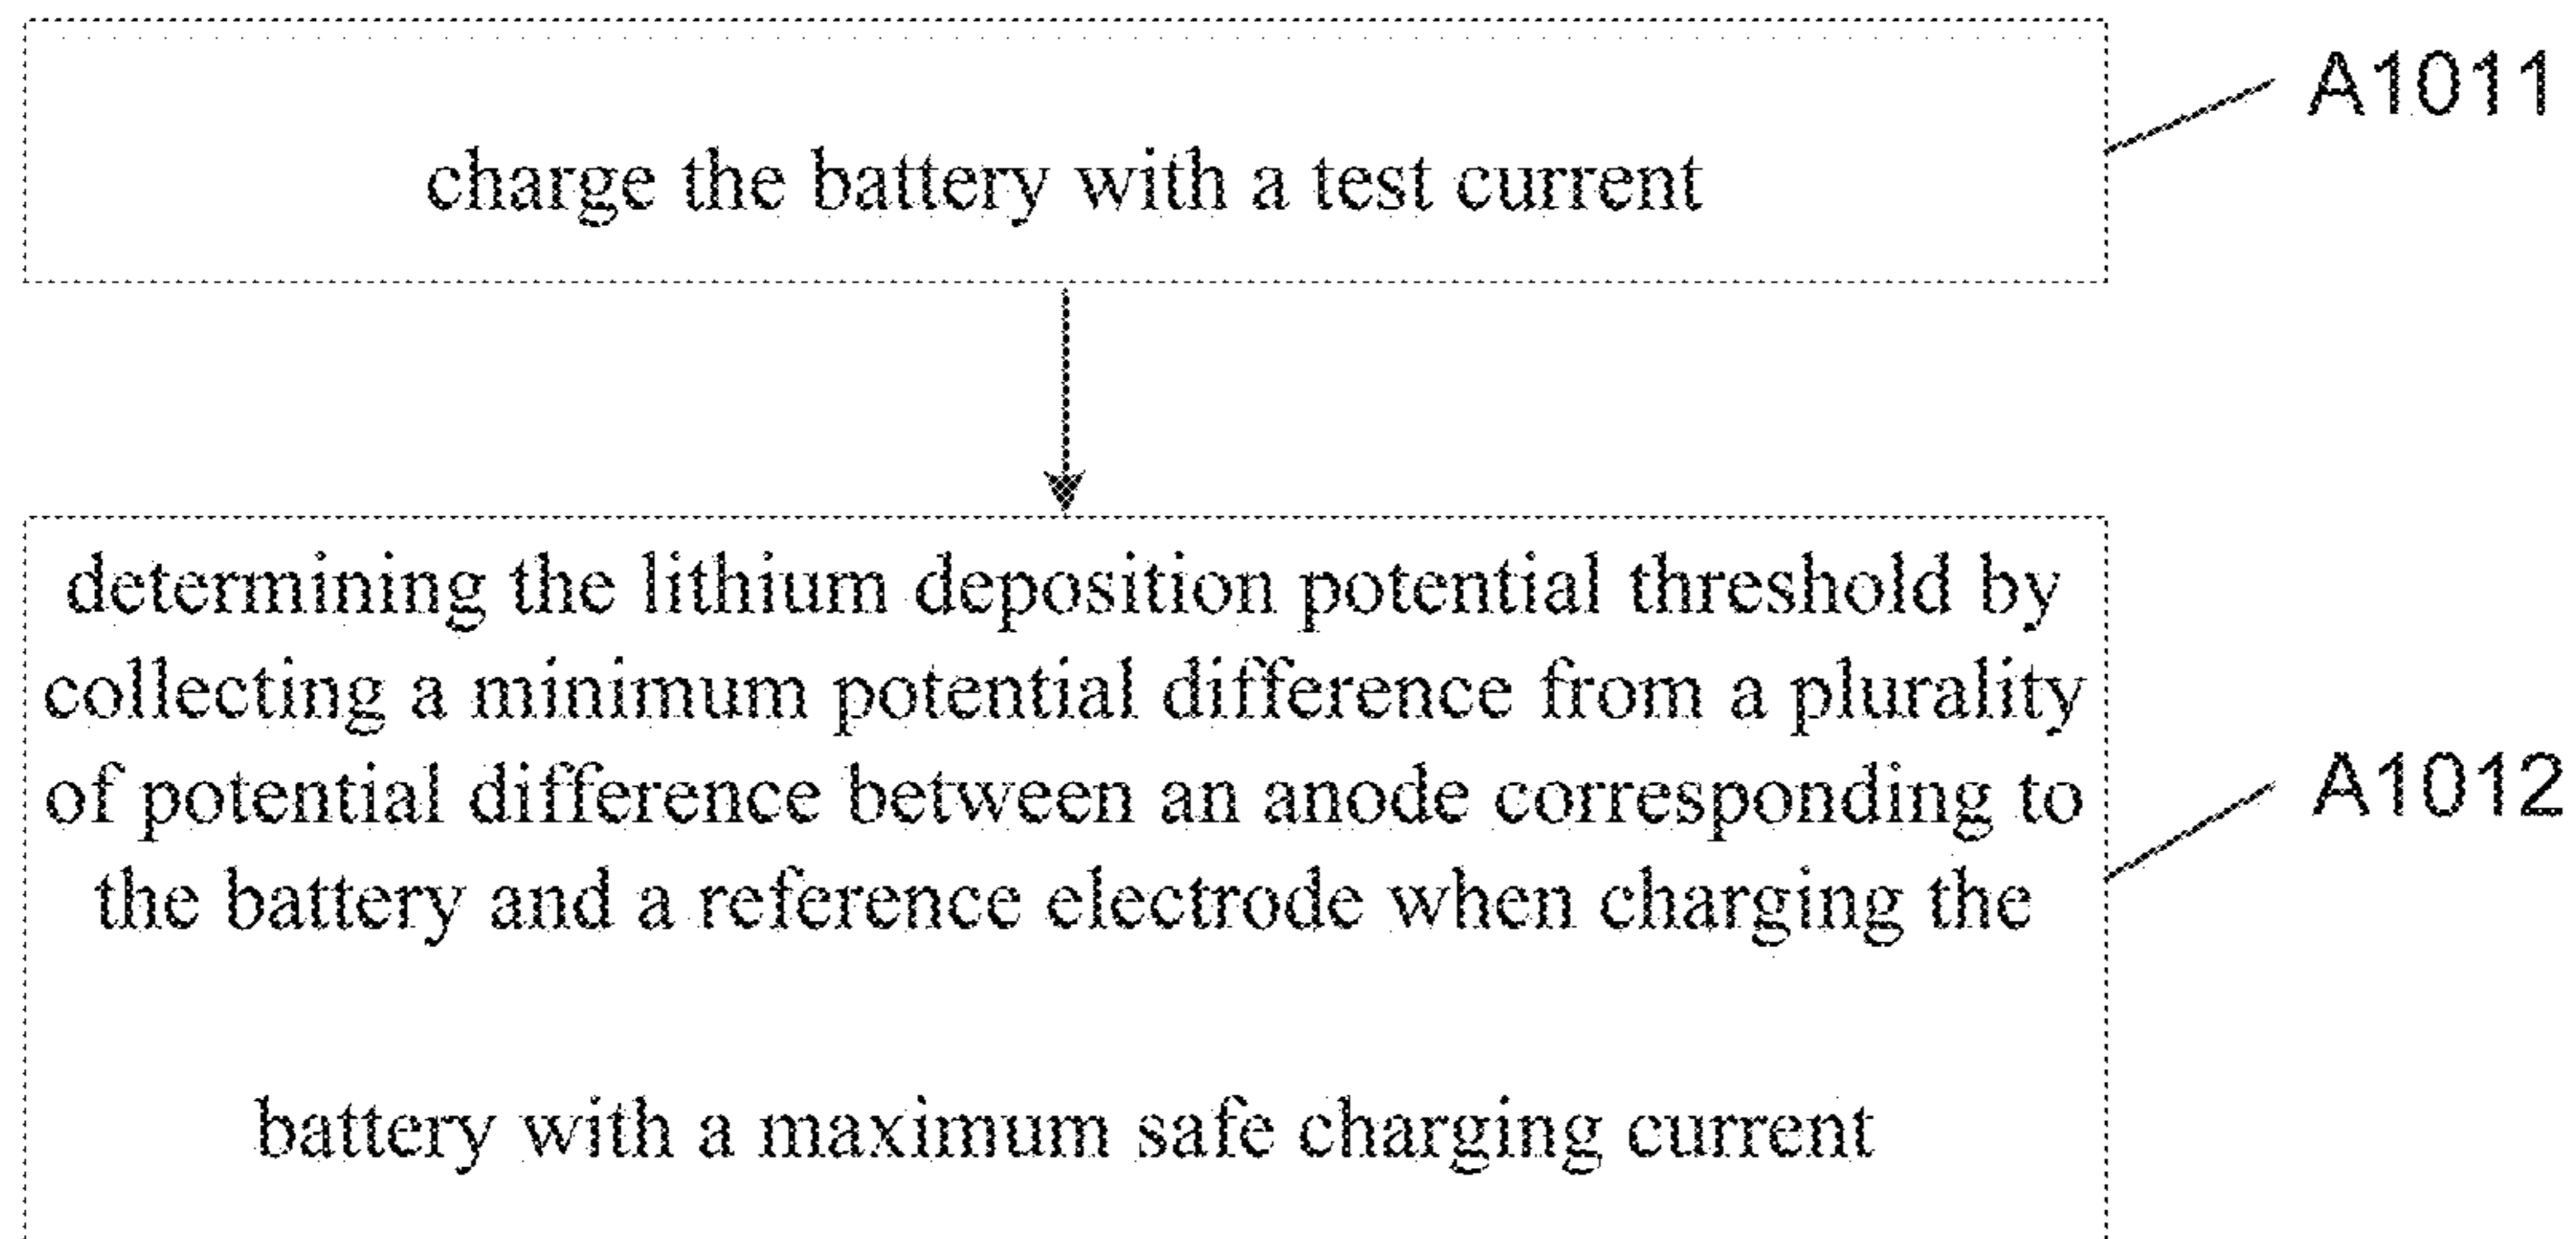 A1011
charge the battery with a test current
determining the lithium deposition potential threshold by
collecting a minimum potential difference from a plurality
of potential difference between an anode corresponding to
A1012
the battery and a reference electrode when charging the
battery with a maximum safe charging current